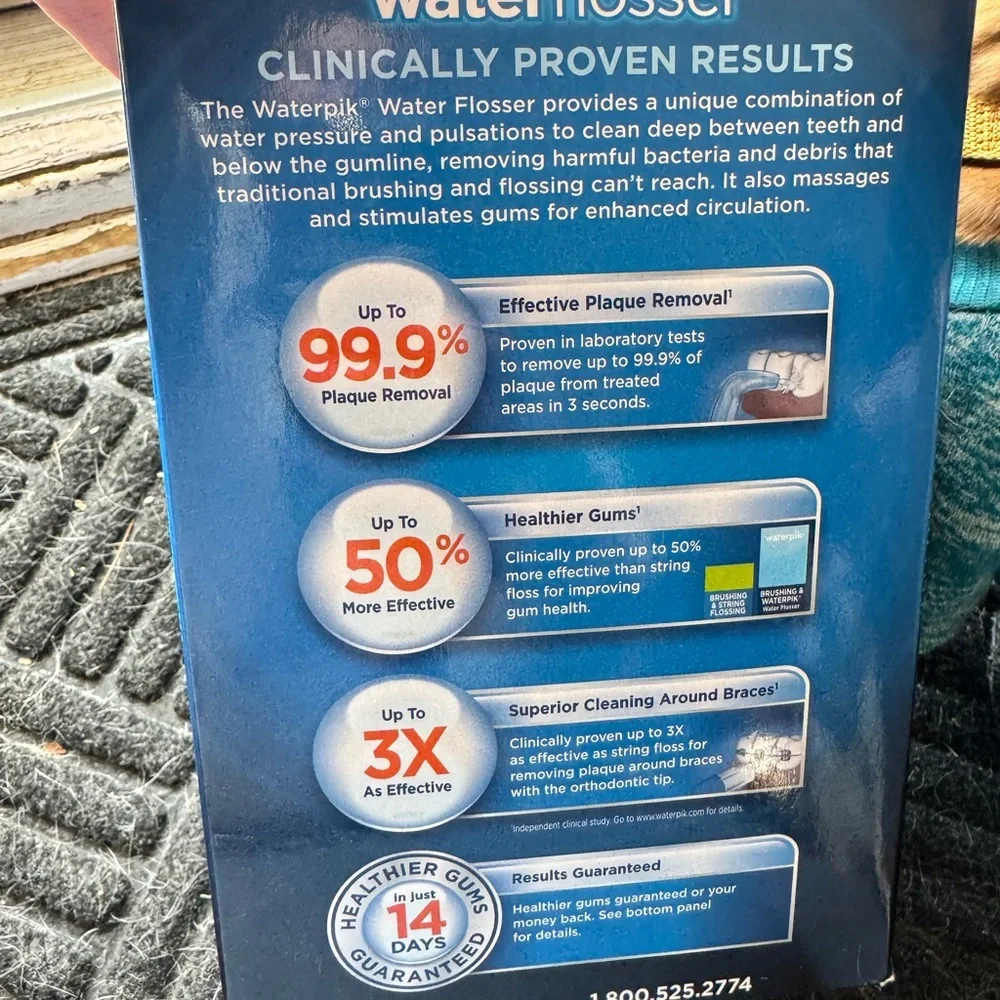 waterflosser
CLINICALLY PROVEN RESULTS
The Waterpik® Water Flosser provides a unique combination of
water pressure and pulsations to clean deep between teeth and
below the gumline, removing harmful bacteria and debris that
traditional brushing and flossing can't reach. It also massages
and stimulates gums for enhanced circulation.
Up To
99.9%
Plaque Removal
Effective Plaque Removal¹
Proven in laboratory tests
to remove up to 99.9% of
plaque from treated
areas in 3 seconds.
Up To
50%
More Effective
Healthier Gums¹
Clinically proven up to 50%
more effective than string
floss for improving
gum health.
BRUSHING
& STRING
FLOSSING
waterpik®
BRUSHING &
WATERPIK®
Water Flosser
Up To
3X
As Effective
Superior Cleaning Around Braces¹
Clinically proven up to 3X
as effective as string floss for
removing plaque around braces
with the orthodontic tip.
¹Independent clinical study. Go to www.waterpik.com for details.
HEALTHIER GUMS
In just
14
DAYS
GUARANTEED
Results Guaranteed
Healthier gums guaranteed or your
money back. See bottom panel
for details.
1.800.525.2774